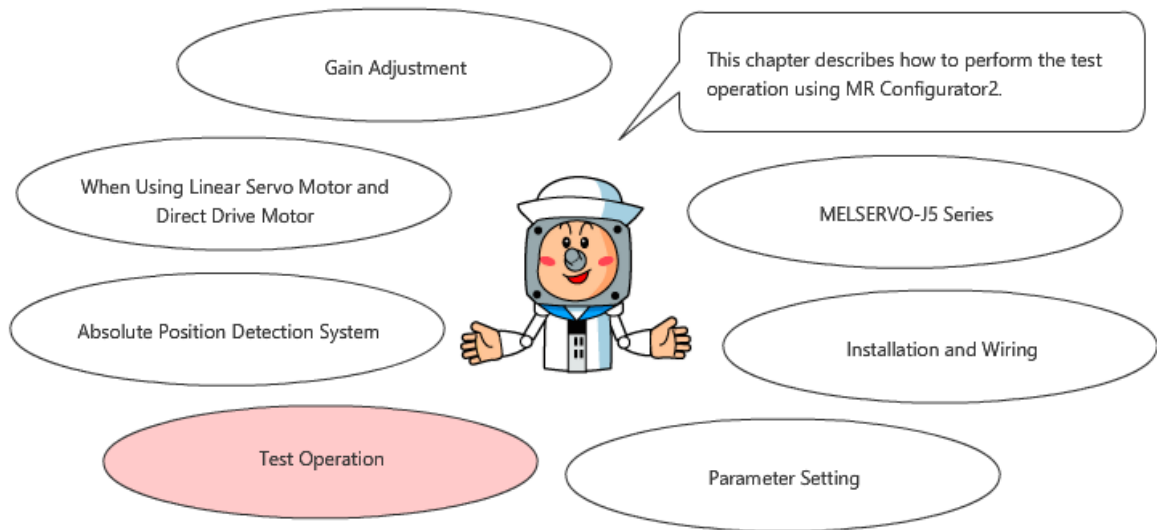 Gain Adjustment
This chapter describes how to perform the test
operation using MR Configurator2.
When Using Linear Servo Motor and
Direct Drive Motor
MELSERVO-J5 Series
Absolute Position Detection System
Installation and Wiring
Test Operation
Parameter Setting